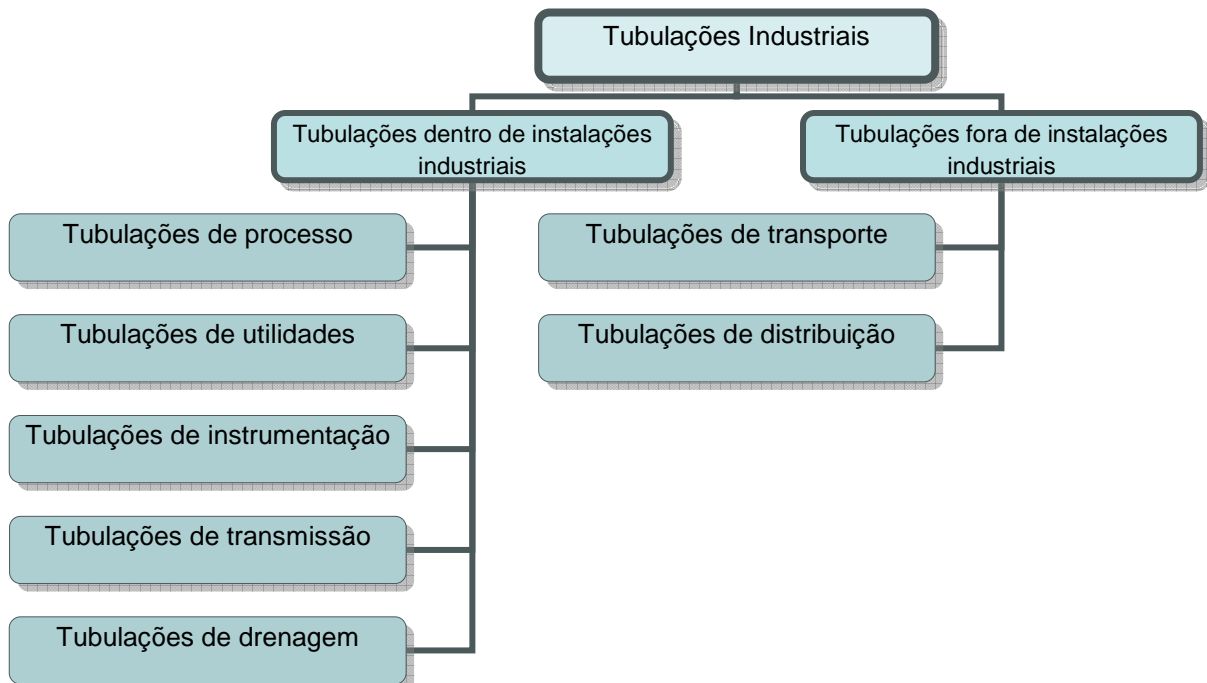 Tubulações Industriais
Tubulações dentro de instalações
industriais
Tubulações fora de instalações
industriais
Tubulações de processo
Tubulações de utilidades
Tubulações de instrumentação
Tubulações de transmissão
Tubulações de drenagem
Tubulações de transporte
Tubulações de distribuição